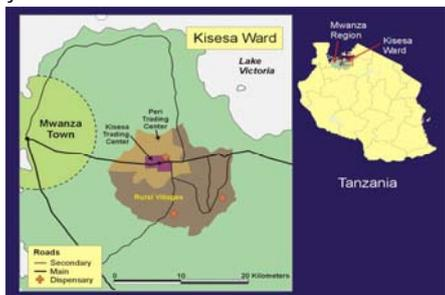 Kisesa Ward
Lake
Victoria
Mwanza
Town
Kisesa
Trading
Center
Peri
Trading
Center
Rural Villages
Roads
Secondary
Main
Dispensary
0 10 20 Kilometers
Mwanza
Region
Kisesa
Ward
Tanzania